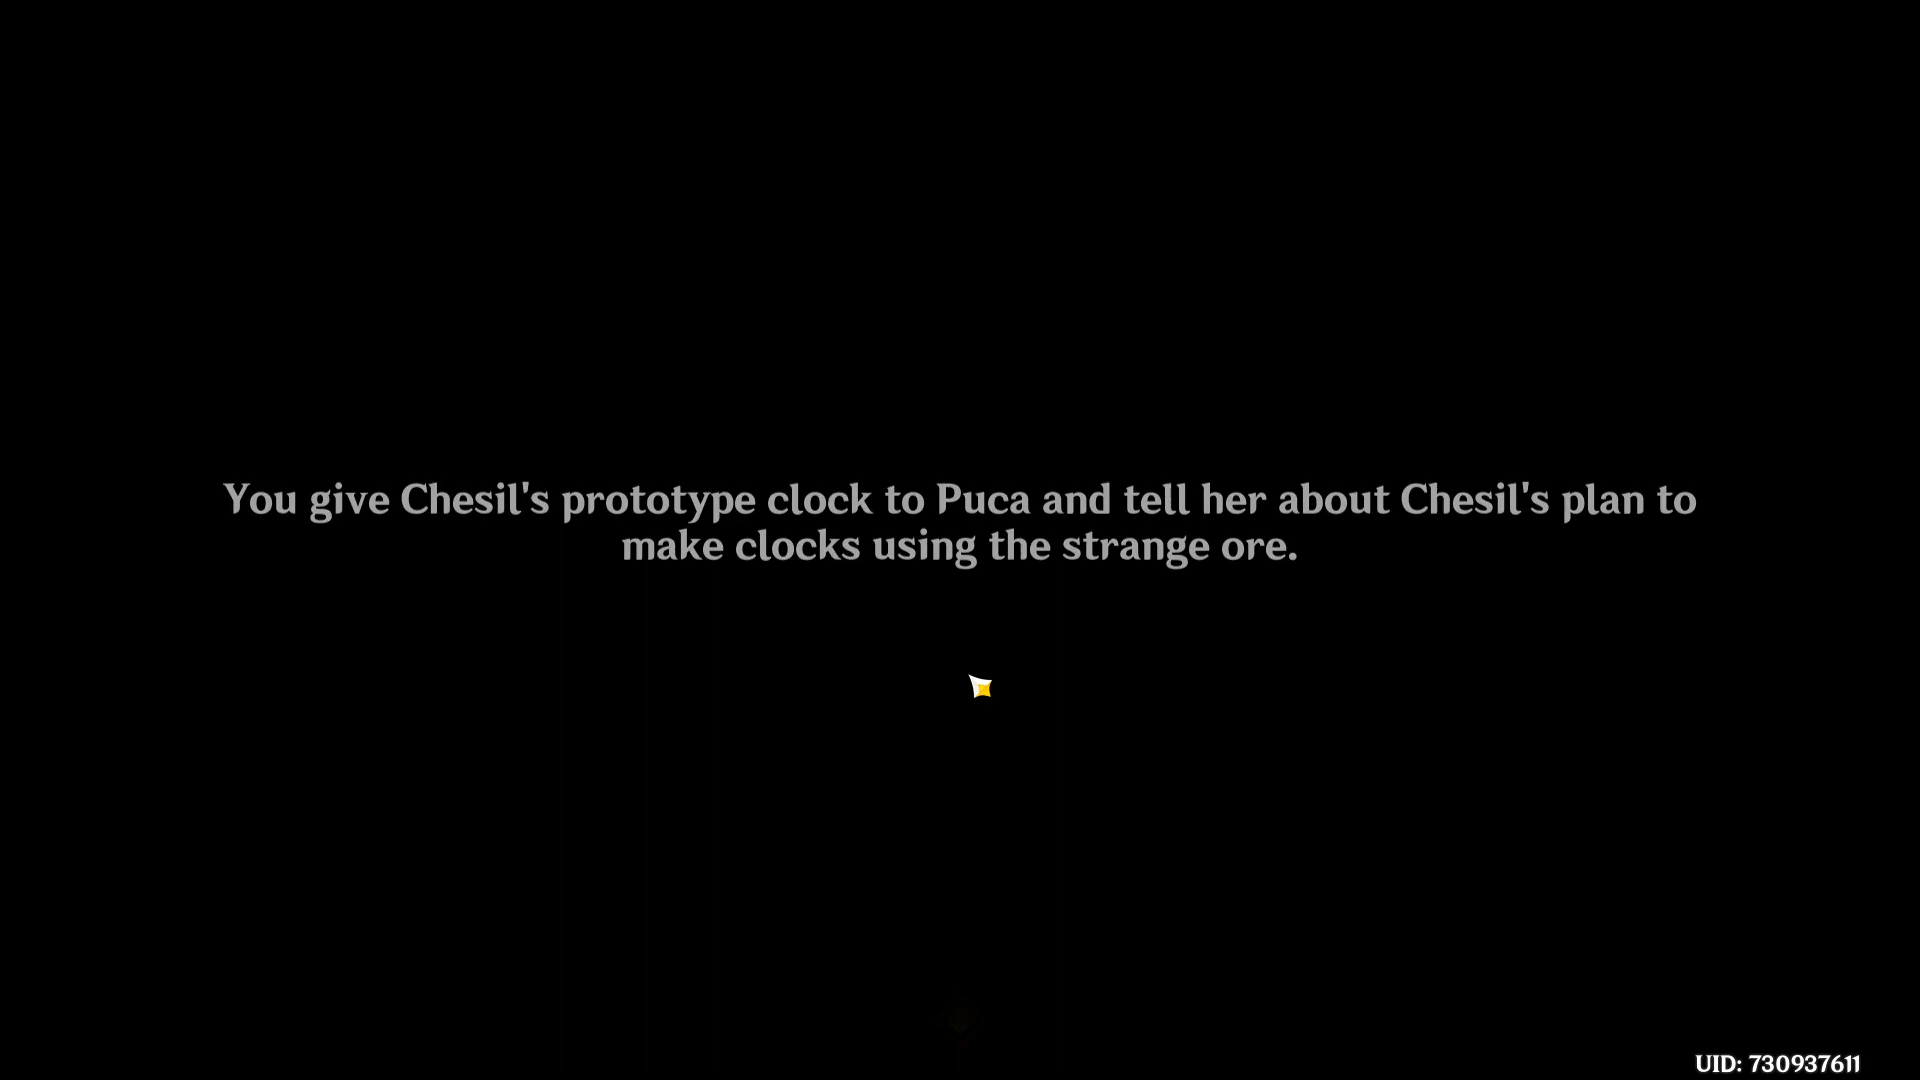 You give Chesil's prototype clock to Puca and tell her about Chesil's plan to
make clocks using the strange ore.
UID: 730937611